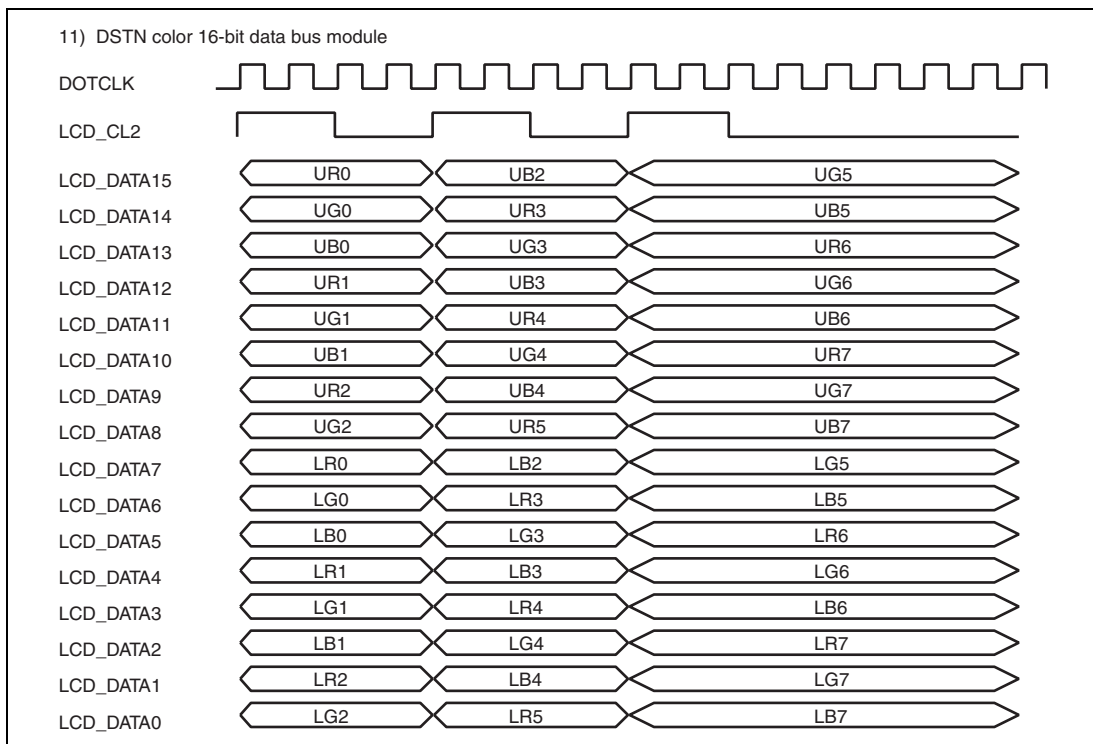 11) DSTN color 16-bit data bus module
DOTCLK
LCD_CL2
LCD_DATA15 UR0 UB2 UG5
LCD_DATA14 UG0 UR3 UB5
LCD_DATA13 UB0 UG3 UR6
LCD_DATA12 UR1 UB3 UG6
LCD_DATA11 UG1 UR4 UB6
LCD_DATA10 UB1 UG4 UR7
LCD_DATA9 UR2 UB4 UG7
LCD_DATA8 UG2 UR5 UB7
LCD_DATA7 LR0 LB2 LG5
LCD_DATA6 LG0 LR3 LB5
LCD_DATA5 LB0 LG3 LR6
LCD_DATA4 LR1 LB3 LG6
LCD_DATA3 LG1 LR4 LB6
LCD_DATA2 LB1 LG4 LR7
LCD_DATA1 LR2 LB4 LG7
LCD_DATA0 LG2 LR5 LB7